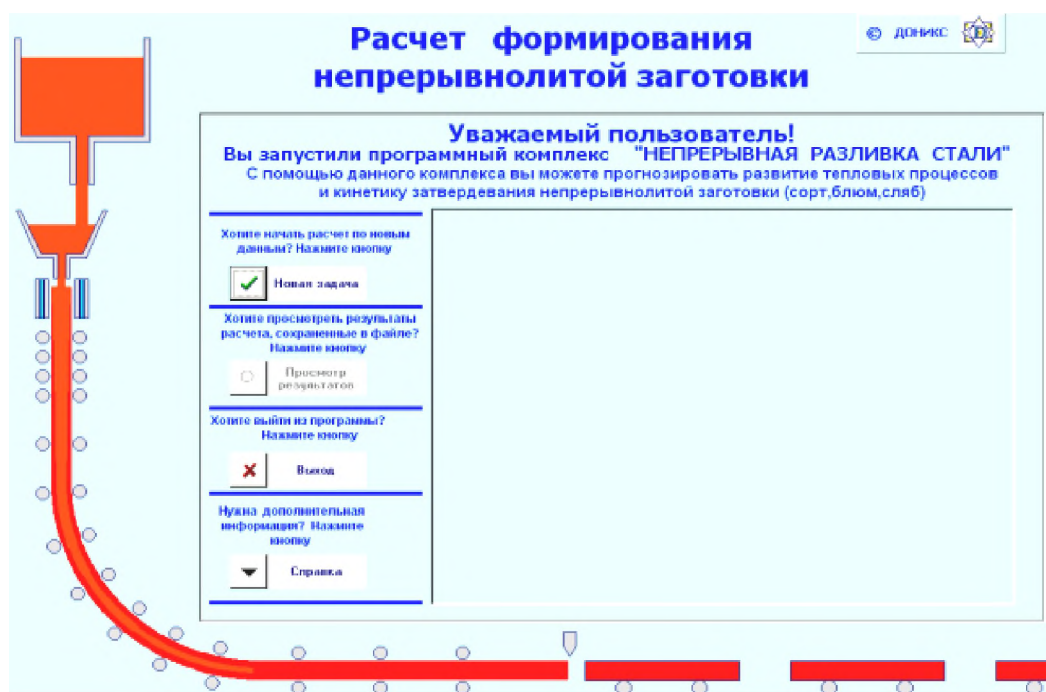 Расчет формирования
непрерывнолитой заготовки
© ДОНИКС
Уважаемый пользователь!
Вы запустили программный комплекс "НЕПРЕРЫВНАЯ РАЗЛИВКА СТАЛИ"
С помощью данного комплекса вы можете прогнозировать развитие тепловых процессов
и кинетику затвердевания непрерывнолитой заготовки (сорт,блюм,сляб)
Хотите начать расчет по новым
данным? Нажмите кнопку
Новая задача
Хотите просмотреть результаты
расчета, сохраненные в файле?
Нажмите кнопку
Просмотр
результатов
Хотите выйти из программы?
Нажмите кнопку
Выход
Нужна дополнительная
информация? Нажмите
кнопку
Справка